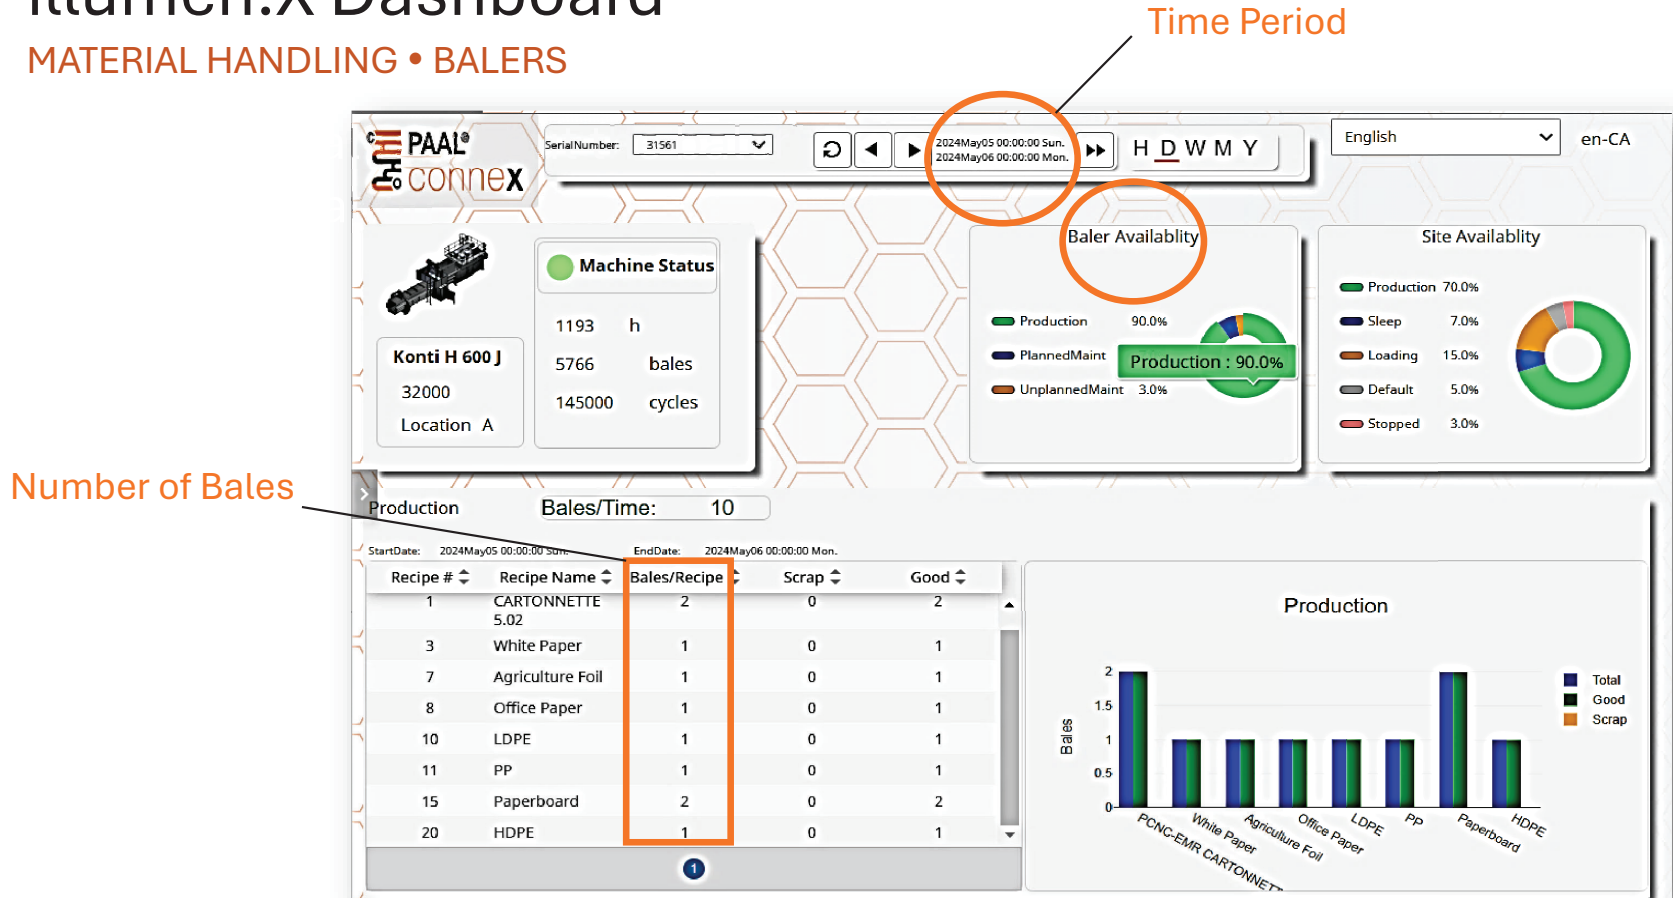 Illumen.X Dashboard
MATERIAL HANDLING • BALERS
Time Period
PAAL®
conneX
SerialNumber: 31561
2024May05 00:00:00 Sun.
2024May06 00:00:00 Mon.
H D W M Y
English
en-CA
Machine Status
1193 h
5766 bales
145000 cycles
Konti H 600 J
32000
Location A
Baler Availablity
Production 90.0%
PlannedMaint
UnplannedMaint 3.0%
Production : 90.0%
Site Availablity
Production 70.0%
Sleep 7.0%
Loading 15.0%
Default 5.0%
Stopped 3.0%
Number of Bales
Production
Bales/Time: 10
StartDate: 2024May05 00:00:00 Sun. EndDate: 2024May06 00:00:00 Mon.
Recipe # Recipe Name Bales/Recipe Scrap Good
1 CARTONNETTE 2 0 2
5.02
3 White Paper 1 0 1
7 Agriculture Foil 1 0 1
8 Office Paper 1 0 1
10 LDPE 1 0 1
11 PP 1 0 1
15 Paperboard 2 0 2
20 HDPE 1 0 1
1
Production
Bales
2
1.5
1
0.5
0
PCNC-EMR CARTONNETT
White Paper
Agriculture Foil
Office Paper
LDPE
PP
Paperboard
HDPE
Total
Good
Scrap